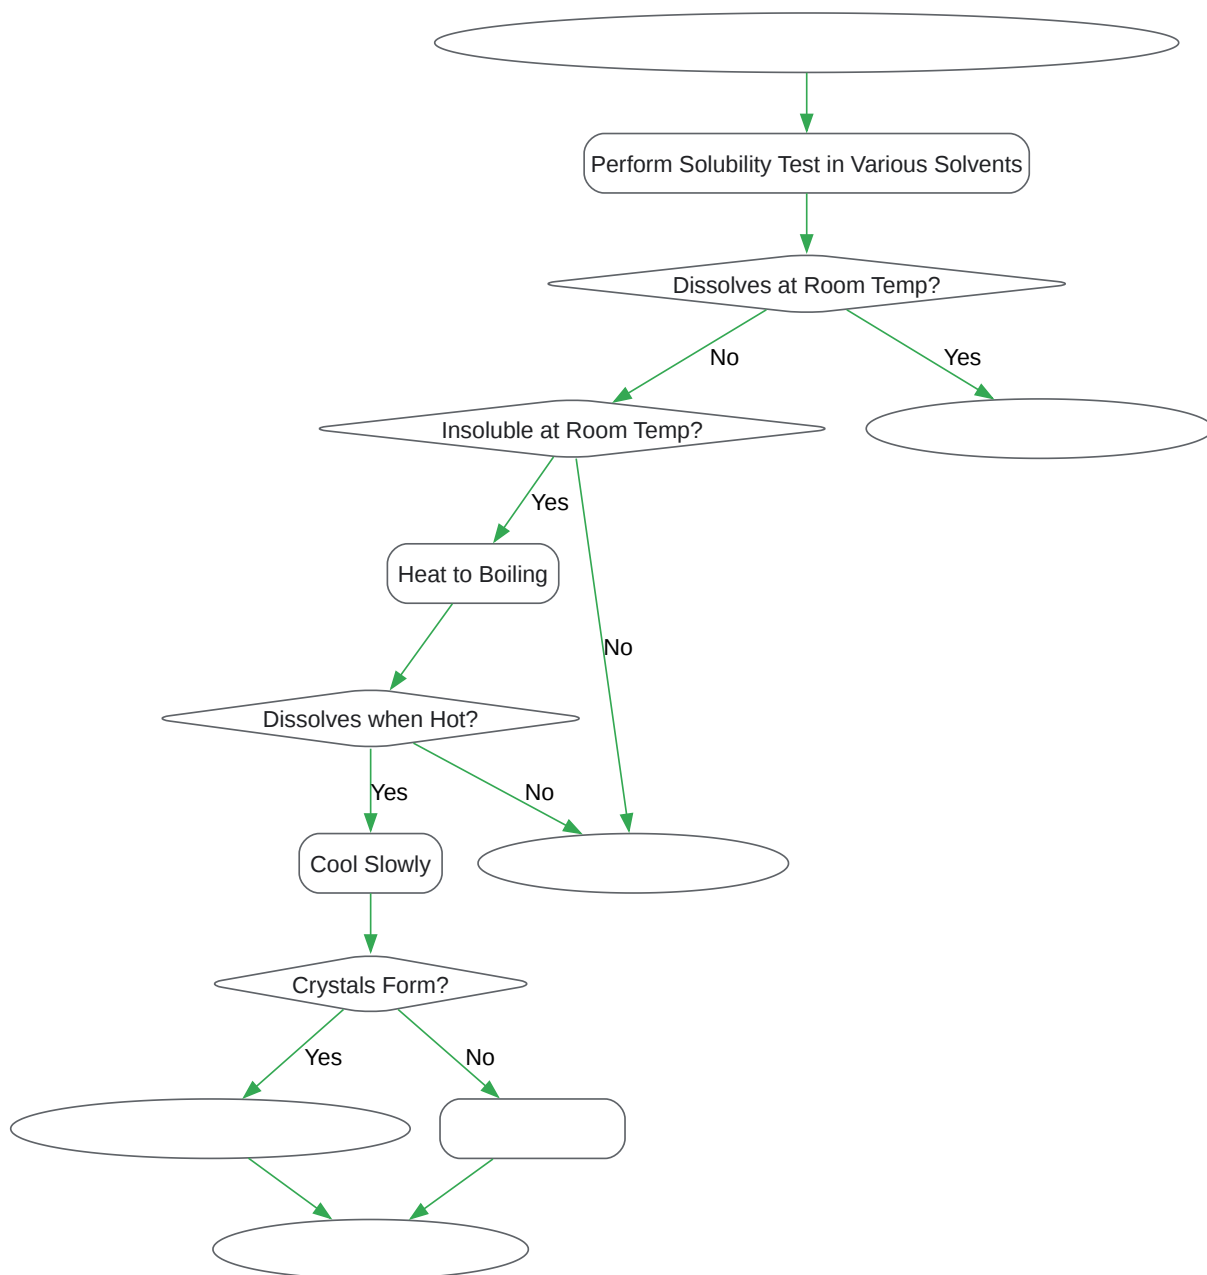 Perform Solubility Test in Various Solvents
Dissolves at Room Temp?
No
Yes
Insoluble at Room Temp?
Yes
Heat to Boiling
No
Dissolves when Hot?
Yes
No
Cool Slowly
Crystals Form?
Yes
No